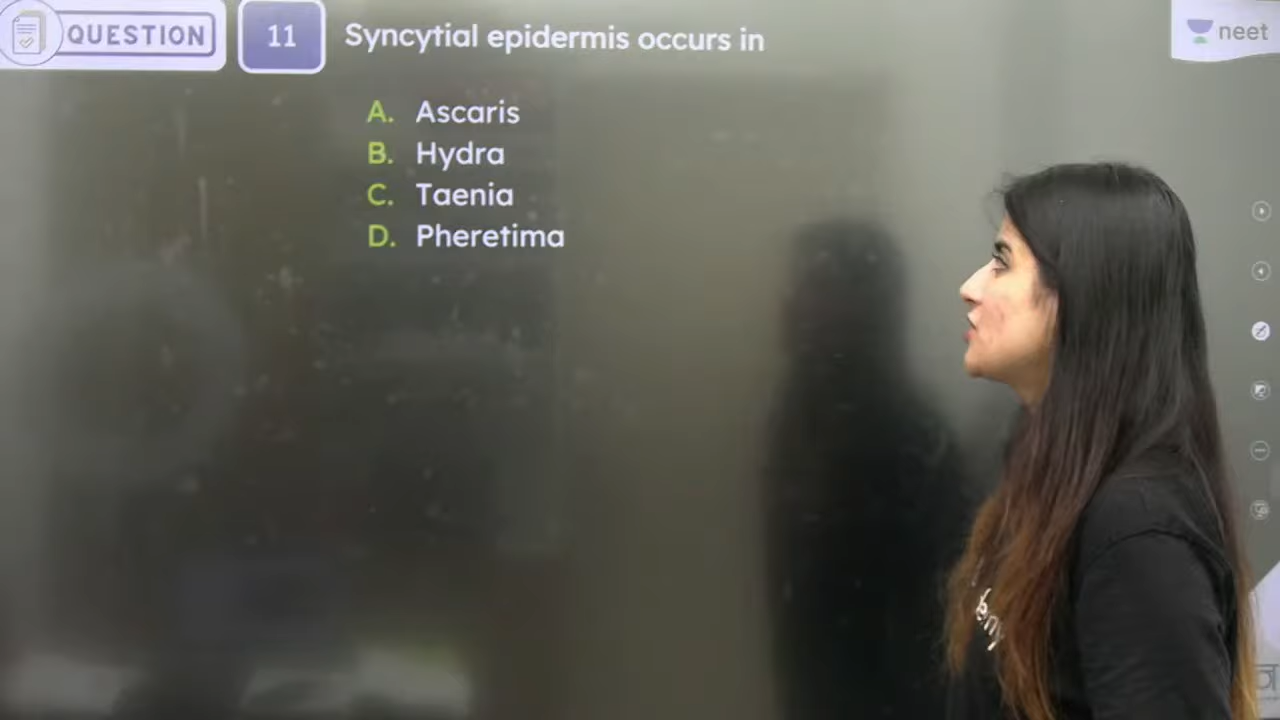 QUESTION
11
Syncytial epidermis occurs in
neet
A. Ascaris
B. Hydra
C. Taenia
D. Pheretima